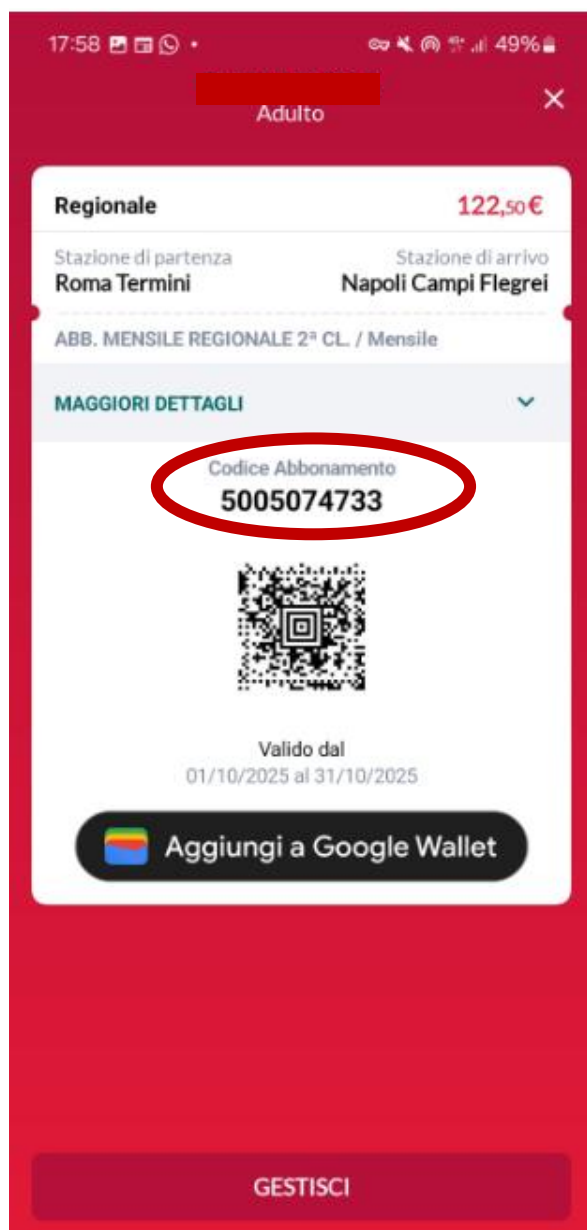 17:58 49%
Adulto
Regionale 122,50€
Stazione di partenza Stazione di arrivo
Roma Termini Napoli Campi Flegrei
ABB. MENSILE REGIONALE 2ª CL. / Mensile
MAGGIORI DETTAGLI
Codice Abbonamento
5005074733
Valido dal
01/10/2025 al 31/10/2025
Aggiungi a Google Wallet
GESTISCI